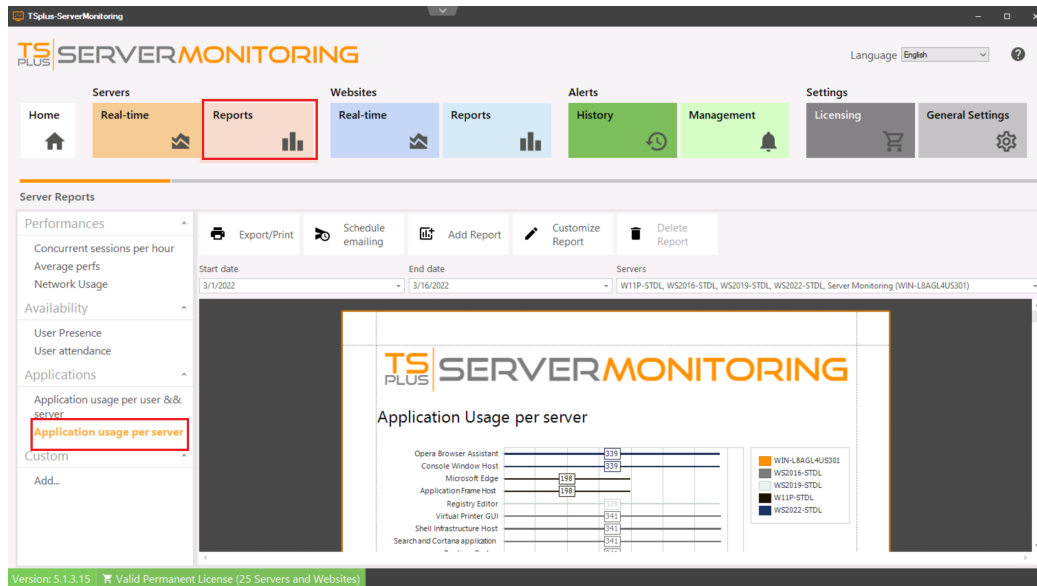 TSplus-ServerMonitoring
TS PLUS SERVERMONITORING
Language English
Servers
Websites
Alerts
Settings
Home
Real-time
Reports
Real-time
Reports
History
Management
Licensing
General Settings
Server Reports
Performances
Concurrent sessions per hour
Average perfs
Network Usage
Availability
User Presence
User attendance
Applications
Application usage per user &&
server
Application usage per server
Custom
Add...
Export/Print
Schedule
emailing
Add Report
Customize
Report
Delete
Report
Start date
End date
Servers
3/1/2022
3/16/2022
W11P-STDL, WS2016-STDL, WS2019-STDL, WS2022-STDL, Server Monitoring (WIN-L8AGL4US301)
TS PLUS SERVERMONITORING
Application Usage per server
Opera Browser Assistant 339
Console Window Host 339
Microsoft Edge 198
Application Frame Host 198
Registry Editor 339
Virtual Printer GUI 341
Shell Infrastructure Host 341
Search and Cortana application 341
WIN-L8AGL4US301
WS2016-STDL
WS2019-STDL
W11P-STDL
WS2022-STDL
Version: 5.1.3.15 Valid Permanent License (25 Servers and Websites)